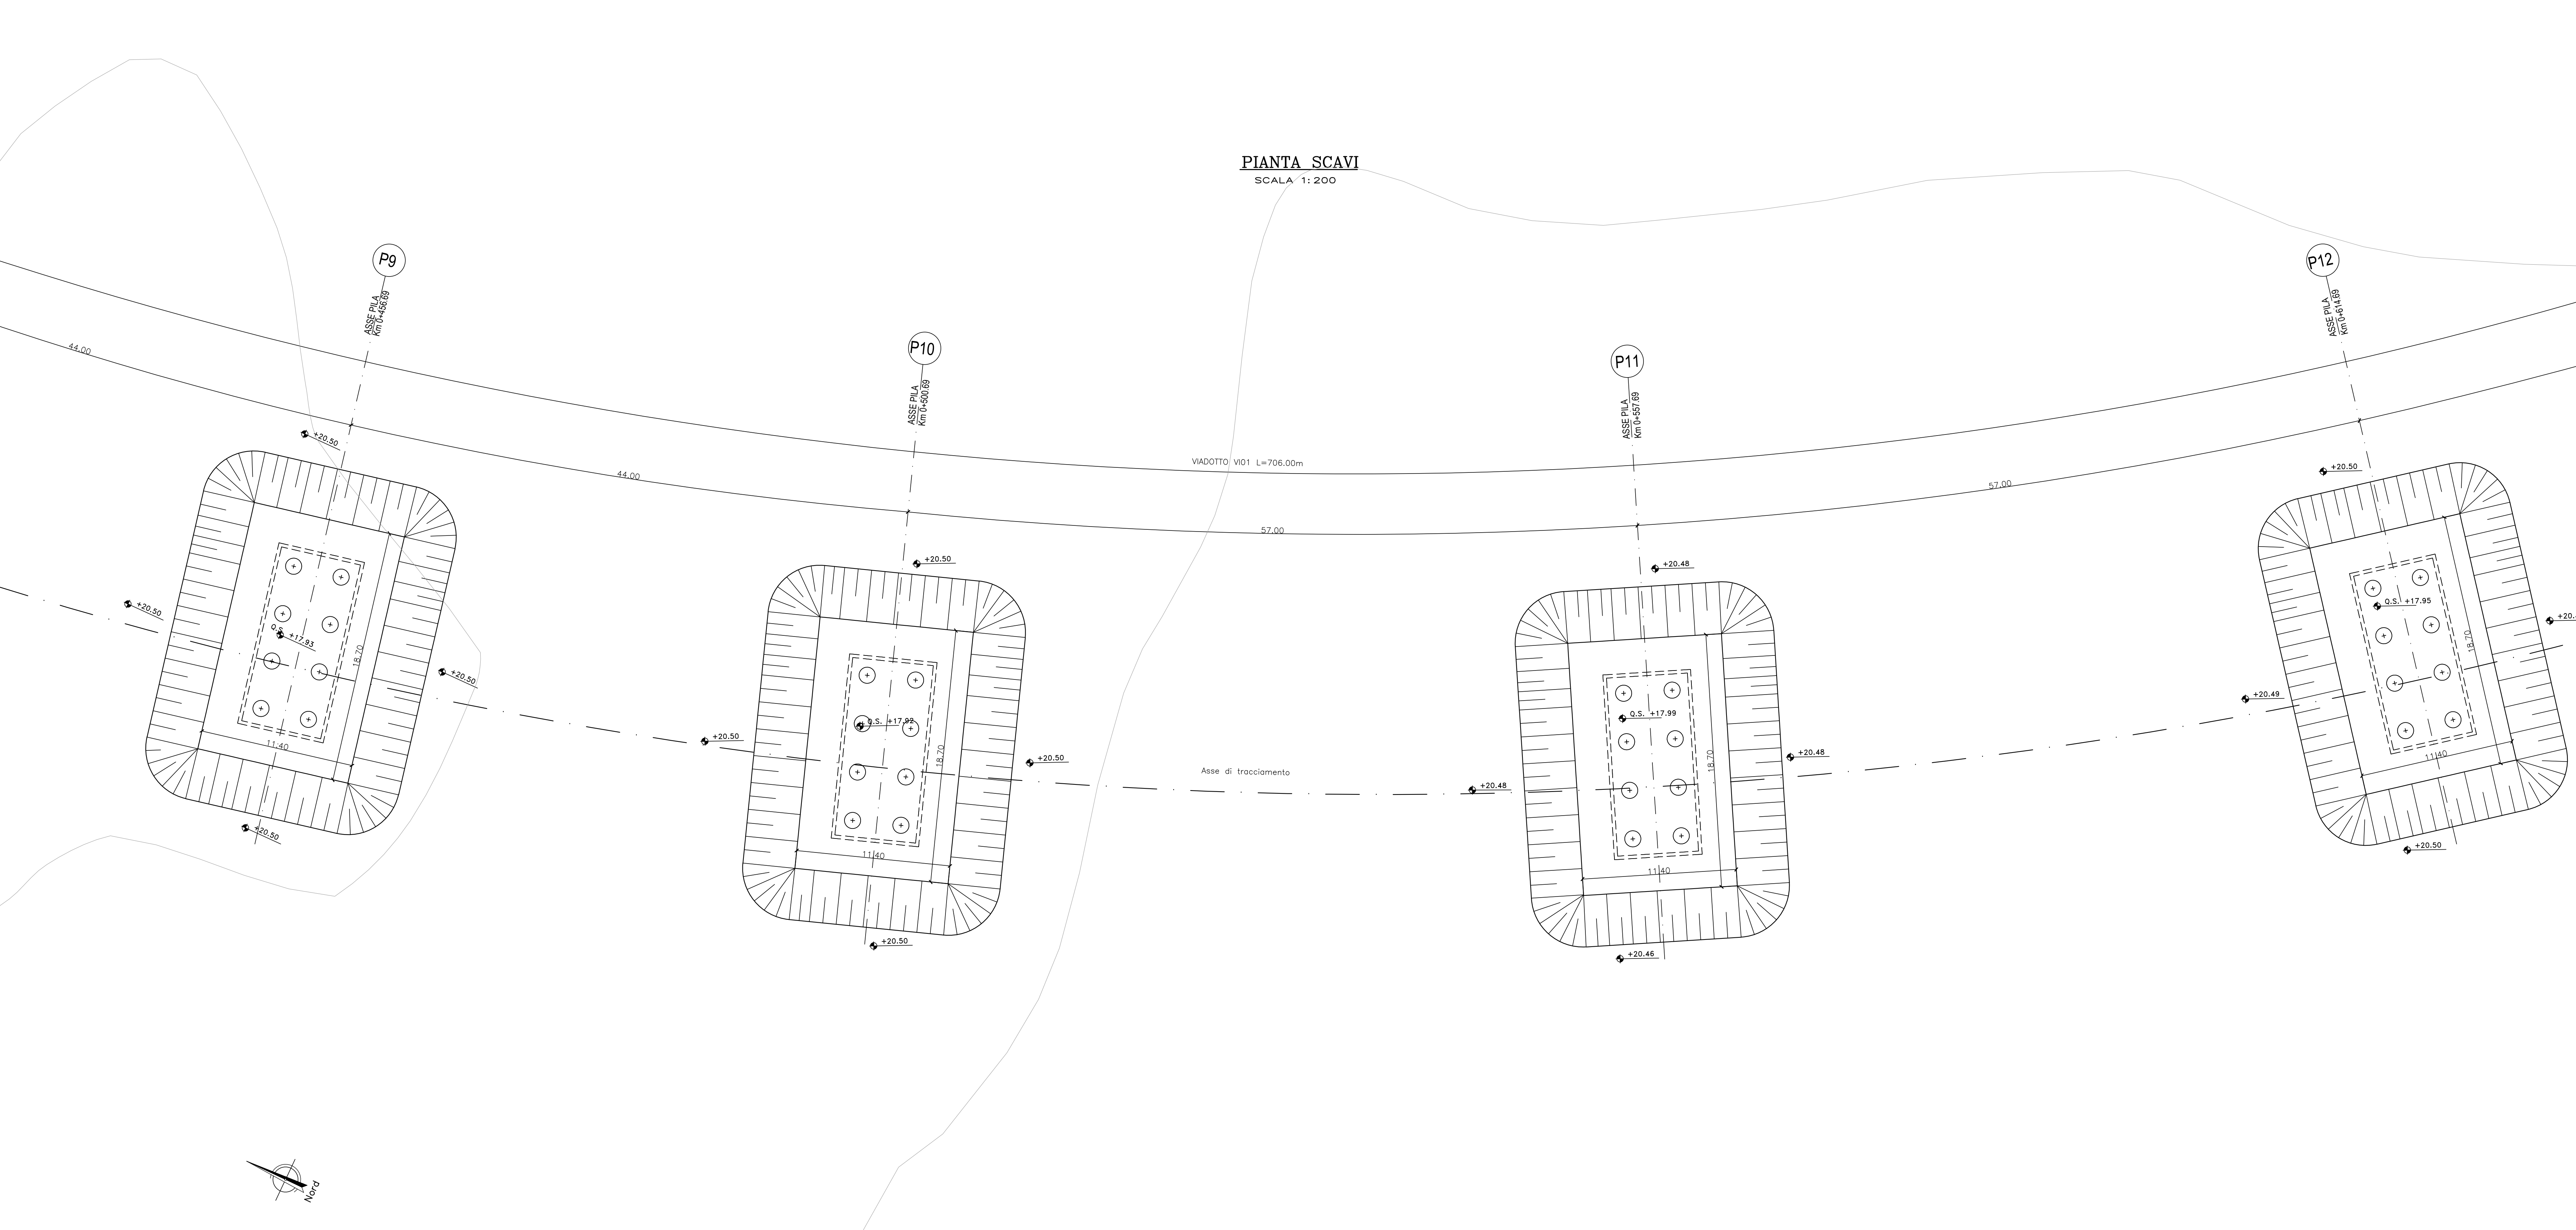 PIANTA SCAVI
SCALA 1:200
P9
ASSE PILA
Km 0+456.69
P10
ASSE PILA
Km 0+500.69
P11
ASSE PILA
Km 0+557.69
P12
ASSE PILA
Km 0+614.69
44.00
44.00
VIADOTTO VI01 L=706.00m
57.00
57.00
+20.50
+20.50
Q.S. +17.93
18.70
+20.50
11.40
+20.50
+20.50
+20.50
Q.S. +17.92
18.70
+20.50
11.40
+20.50
Asse di tracciamento
+20.48
+20.48
Q.S. +17.99
18.70
+20.48
11.40
+20.46
+20.50
+20.49
Q.S. +17.95
18.70
11.40
+20.50
Nord